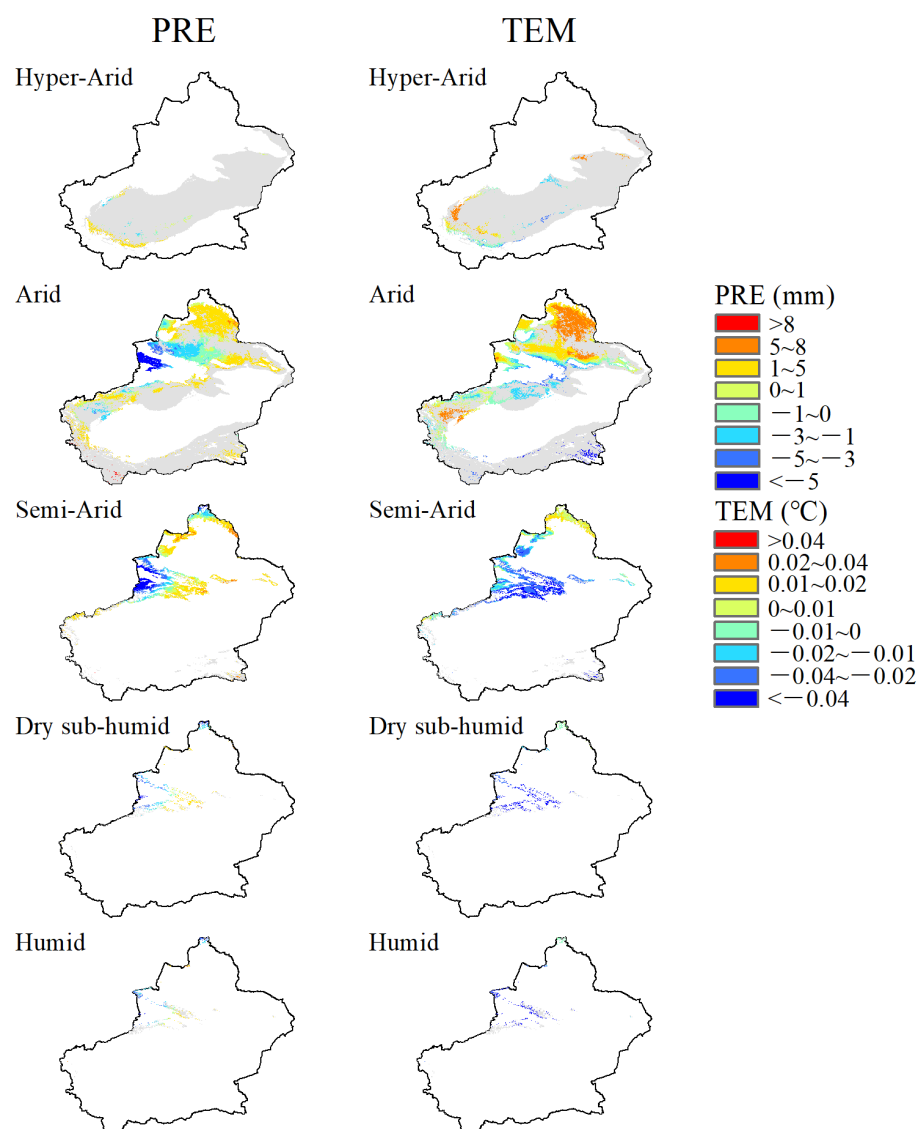 PRE TEM
Hyper-Arid Hyper-Arid
Arid Arid
PRE (mm)
>8
5~8
1~5
0~1
－1~0
－3~－1
－5~－3
<－5
Semi-Arid Semi-Arid
TEM (℃)
>0.04
0.02~0.04
0.01~0.02
0~0.01
－0.01~0
－0.02~－0.01
－0.04~－0.02
<－0.04
Dry sub-humid Dry sub-humid
Humid Humid